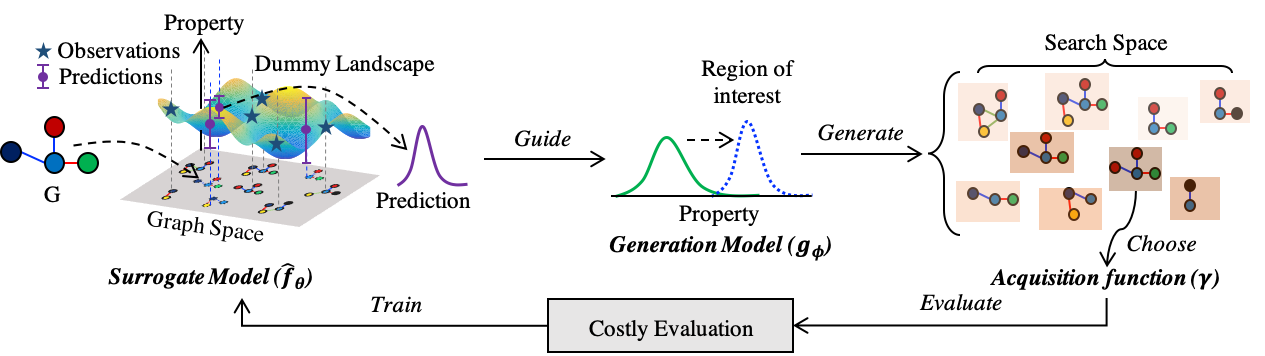 Property
Observations
Predictions
Dummy Landscape
G
Graph Space
Prediction
Surrogate Model (f̂θ)
Guide
Region of
interest
Property
Generation Model (gϕ)
Generate
Search Space
Choose
Acquisition function (γ)
Evaluate
Costly Evaluation
Train